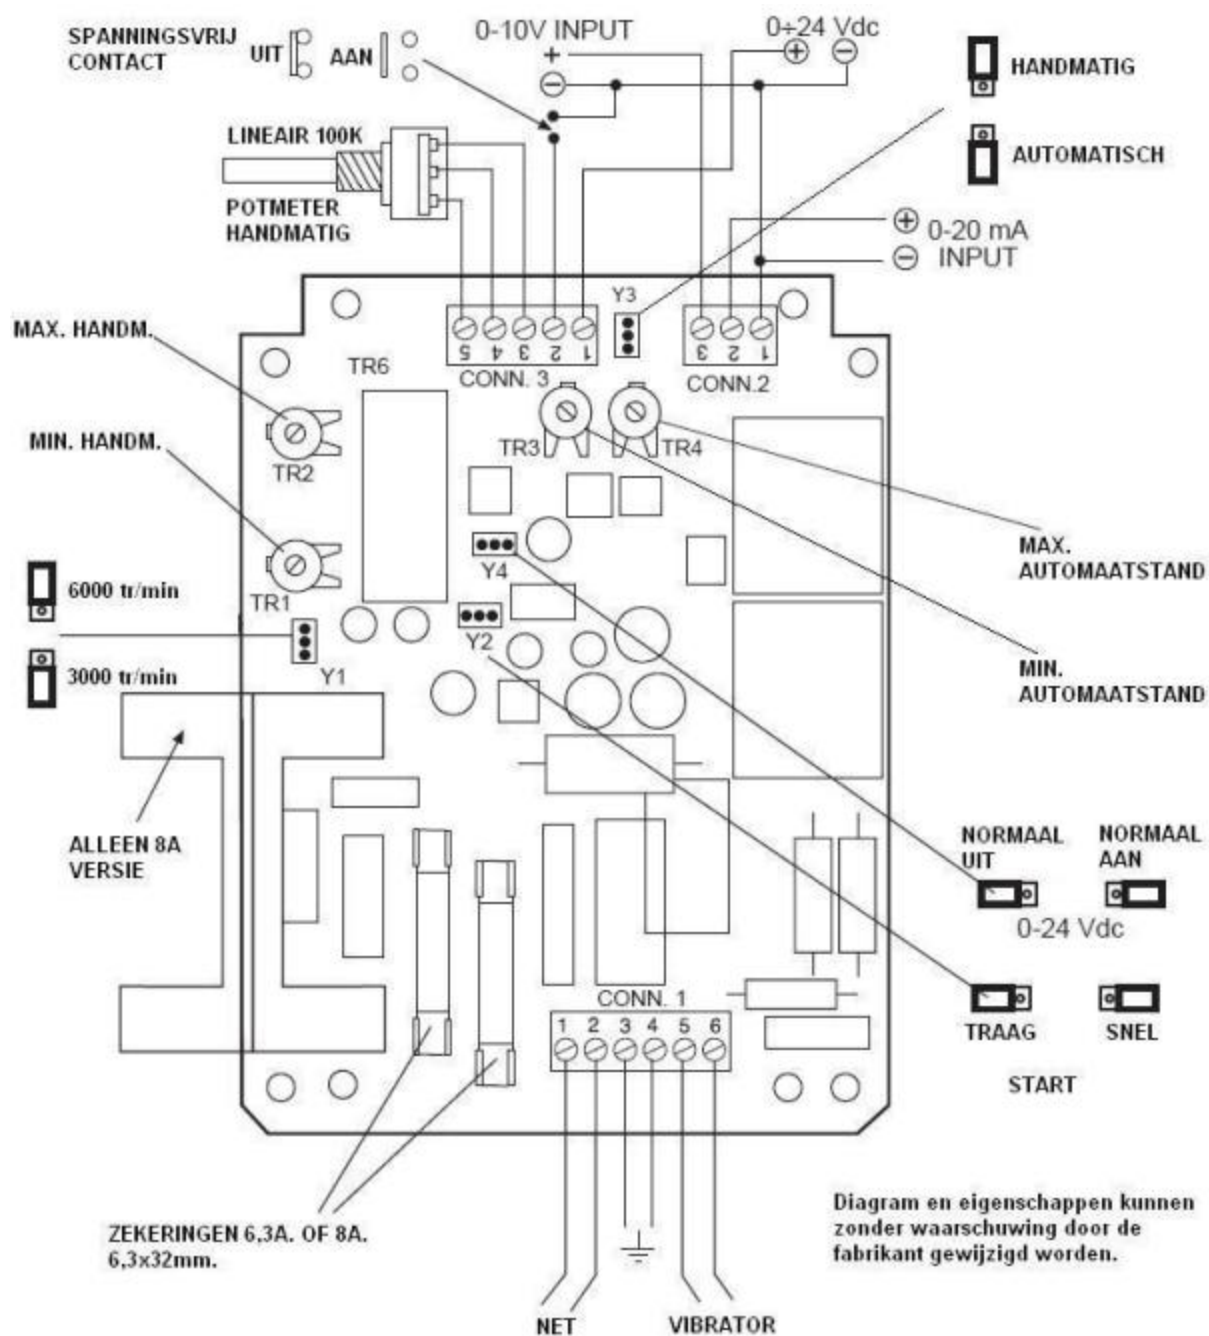 SPANNINGSVRIJ
CONTACT
UIT
AAN
0-10V INPUT
+
−
0÷24 Vdc
+ −
HANDMATIG
AUTOMATISCH
LINEAIR 100K
POTMETER
HANDMATIG
+ 0-20 mA
− INPUT
MAX. HANDM.
MIN. HANDM.
Y3
5 4 3 2 1
CONN. 3
3 2 1
CONN.2
TR6
TR2
TR3
TR4
TR1
Y4
Y2
Y1
6000 tr/min
3000 tr/min
MAX.
AUTOMAATSTAND
MIN.
AUTOMAATSTAND
ALLEEN 8A
VERSIE
NORMAAL
UIT
NORMAAL
AAN
0-24 Vdc
TRAAG
SNEL
START
CONN. 1
1 2 3 4 5 6
ZEKERINGEN 6,3A. OF 8A.
6,3x32mm.
NET
VIBRATOR
Diagram en eigenschappen kunnen
zonder waarschuwing door de
fabrikant gewijzigd worden.